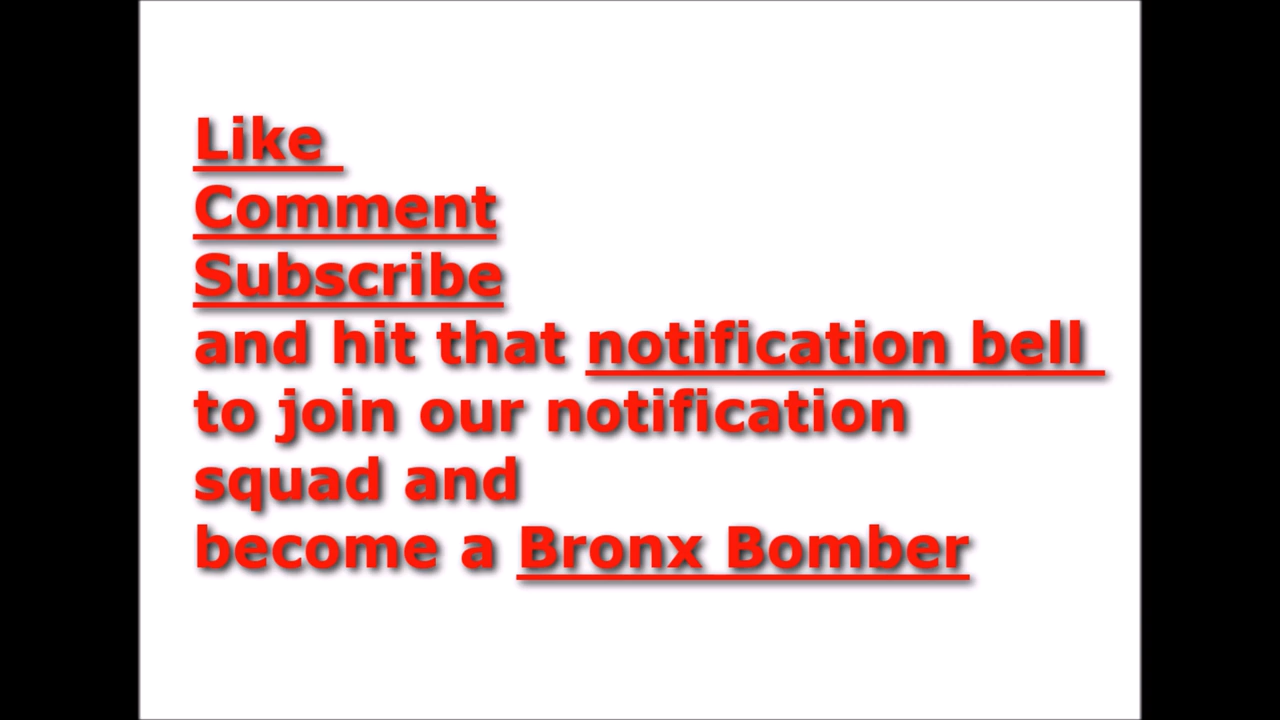 Like
Comment
Subscribe
and hit that notification bell
to join our notification
squad and
become a Bronx Bomber